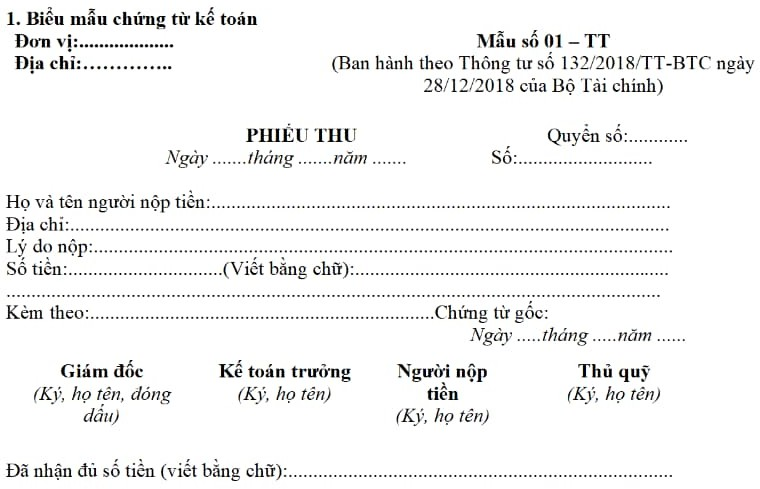 1. Biểu mẫu chứng từ kế toán
Đơn vị:...................
Mẫu số 01 – TT
Địa chỉ:..............
(Ban hành theo Thông tư số 132/2018/TT-BTC ngày
28/12/2018 của Bộ Tài chính)
PHIẾU THU
Quyển số:............
Ngày .......tháng .......năm .......
Số:...........................
Họ và tên người nộp tiền:............................................................................................
Địa chỉ:........................................................................................................................
Lý do nộp:....................................................................................................................
Số tiền:...............................(Viết bằng chữ):...............................................................
...................................................................................................................................
Kèm theo:.....................................................................Chứng từ gốc:
Ngày .....tháng .....năm ......
Giám đốc
(Ký, họ tên, đóng
dấu)
Kế toán trưởng
(Ký, họ tên)
Người nộp
tiền
(Ký, họ tên)
Thủ quỹ
(Ký, họ tên)
Đã nhận đủ số tiền (viết bằng chữ):.............................................................................